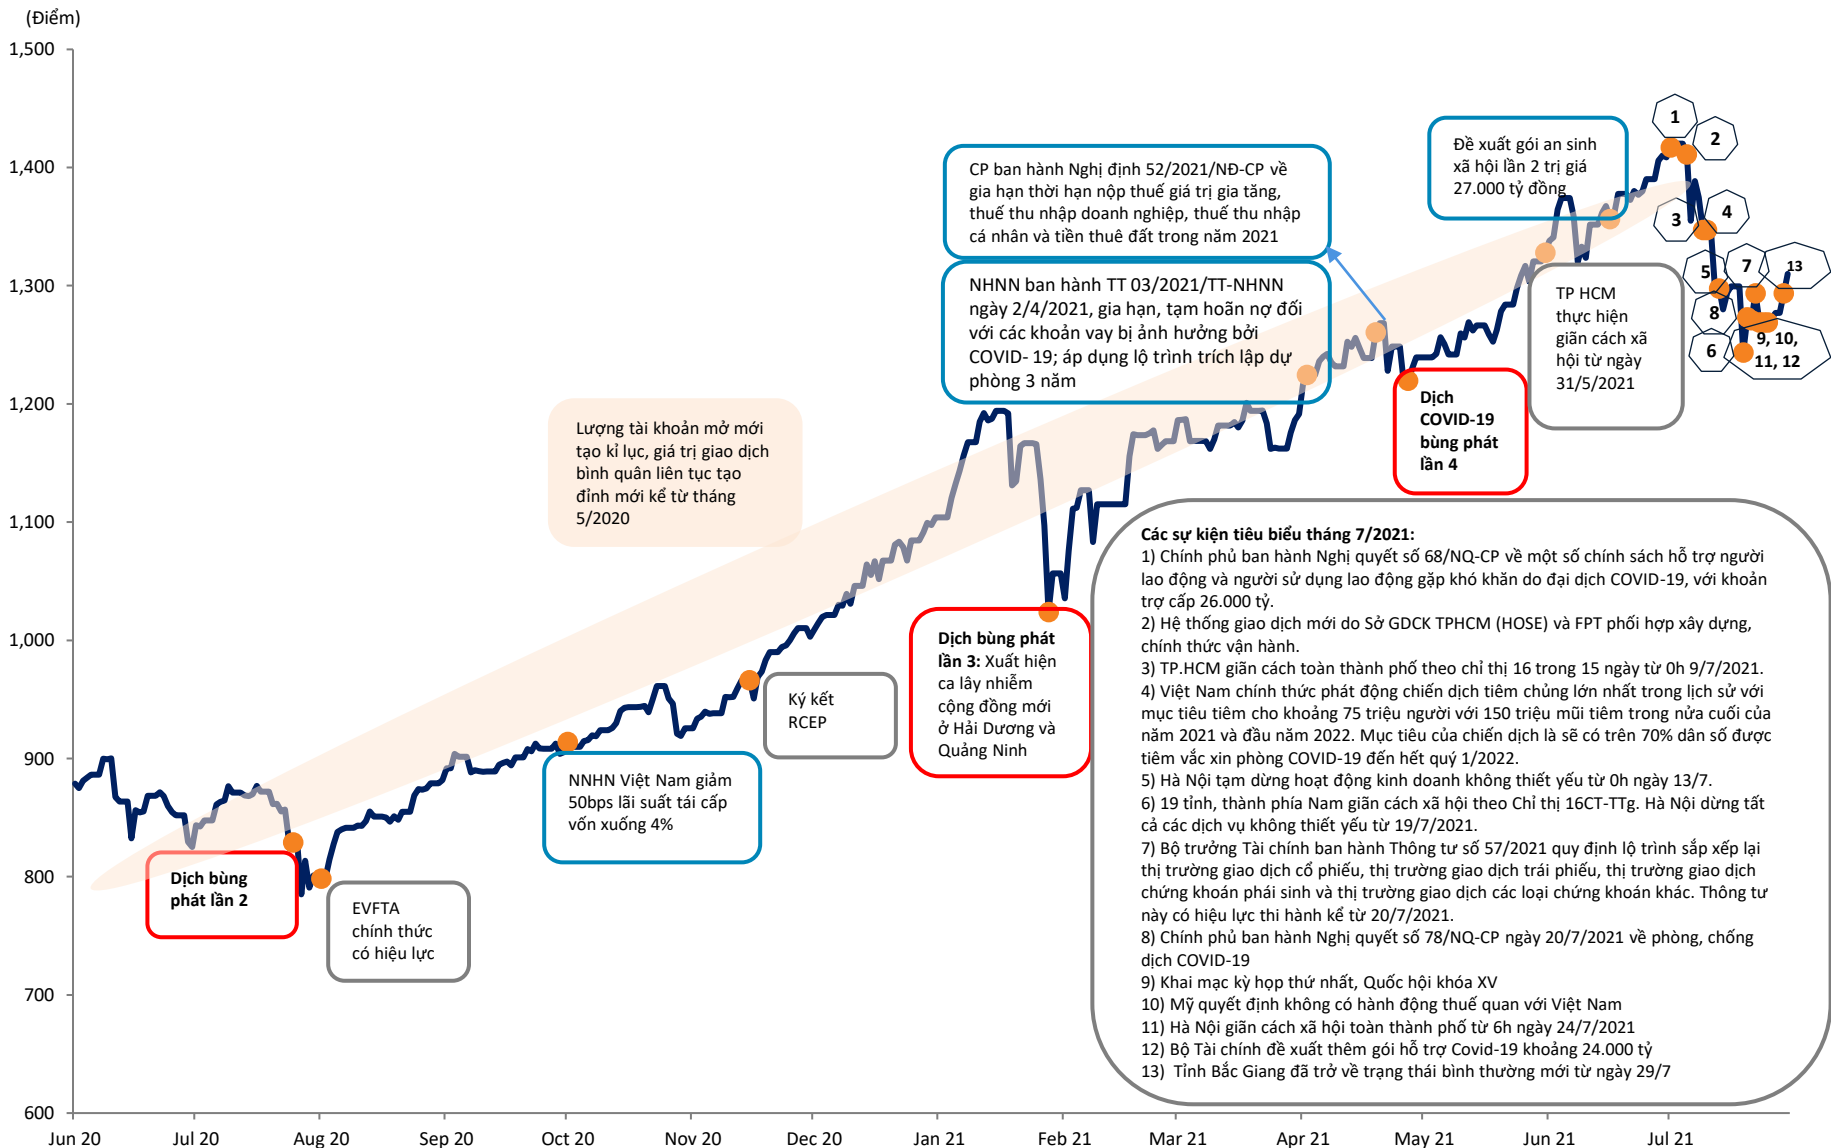 (Điểm)
1,500
1,400
1,300
1,200
1,100
1,000
900
800
700
600
Jun 20
Jul 20
Aug 20
Sep 20
Oct 20
Nov 20
Dec 20
Jan 21
Feb 21
Mar 21
Apr 21
May 21
Jun 21
Jul 21
Dịch bùng
phát lần 2
EVFTA
chính thức
có hiệu lực
Lượng tài khoản mở mới
tạo kỉ lục, giá trị giao dịch
bình quân liên tục tạo
đỉnh mới kể từ tháng
5/2020
NNHN Việt Nam giảm
50bps lãi suất tái cấp
vốn xuống 4%
Ký kết
RCEP
Dịch bùng phát
lần 3: Xuất hiện
ca lây nhiễm
cộng đồng mới
ở Hải Dương và
Quảng Ninh
CP ban hành Nghị định 52/2021/NĐ-CP về
gia hạn thời hạn nộp thuế giá trị gia tăng,
thuế thu nhập doanh nghiệp, thuế thu nhập
cá nhân và tiền thuê đất trong năm 2021
NHNN ban hành TT 03/2021/TT-NHNN
ngày 2/4/2021, gia hạn, tạm hoãn nợ đối
với các khoản vay bị ảnh hưởng bởi
COVID- 19; áp dụng lộ trình trích lập dự
phòng 3 năm
Dịch
COVID-19
bùng phát
lần 4
Đề xuất gói an sinh
xã hội lần 2 trị giá
27.000 tỷ đồng
TP HCM
thực hiện
giãn cách xã
hội từ ngày
31/5/2021
1
2
3
4
5
7
13
8
6
9, 10,
11, 12
Các sự kiện tiêu biểu tháng 7/2021:
1) Chính phủ ban hành Nghị quyết số 68/NQ-CP về một số chính sách hỗ trợ người
lao động và người sử dụng lao động gặp khó khăn do đại dịch COVID-19, với khoản
trợ cấp 26.000 tỷ.
2) Hệ thống giao dịch mới do Sở GDCK TPHCM (HOSE) và FPT phối hợp xây dựng,
chính thức vận hành.
3) TP.HCM giãn cách toàn thành phố theo chỉ thị 16 trong 15 ngày từ 0h 9/7/2021.
4) Việt Nam chính thức phát động chiến dịch tiêm chủng lớn nhất trong lịch sử với
mục tiêu tiêm cho khoảng 75 triệu người với 150 triệu mũi tiêm trong nửa cuối của
năm 2021 và đầu năm 2022. Mục tiêu của chiến dịch là sẽ có trên 70% dân số được
tiêm vắc xin phòng COVID-19 đến hết quý 1/2022.
5) Hà Nội tạm dừng hoạt động kinh doanh không thiết yếu từ 0h ngày 13/7.
6) 19 tỉnh, thành phía Nam giãn cách xã hội theo Chỉ thị 16CT-TTg. Hà Nội dừng tất
cả các dịch vụ không thiết yếu từ 19/7/2021.
7) Bộ trưởng Tài chính ban hành Thông tư số 57/2021 quy định lộ trình sắp xếp lại
thị trường giao dịch cổ phiếu, thị trường giao dịch trái phiếu, thị trường giao dịch
chứng khoán phái sinh và thị trường giao dịch các loại chứng khoán khác. Thông tư
này có hiệu lực thi hành kể từ 20/7/2021.
8) Chính phủ ban hành Nghị quyết số 78/NQ-CP ngày 20/7/2021 về phòng, chống
dịch COVID-19
9) Khai mạc kỳ họp thứ nhất, Quốc hội khóa XV
10) Mỹ quyết định không có hành động thuế quan với Việt Nam
11) Hà Nội giãn cách xã hội toàn thành phố từ 6h ngày 24/7/2021
12) Bộ Tài chính đề xuất thêm gói hỗ trợ Covid-19 khoảng 24.000 tỷ
13) Tỉnh Bắc Giang đã trở về trạng thái bình thường mới từ ngày 29/7